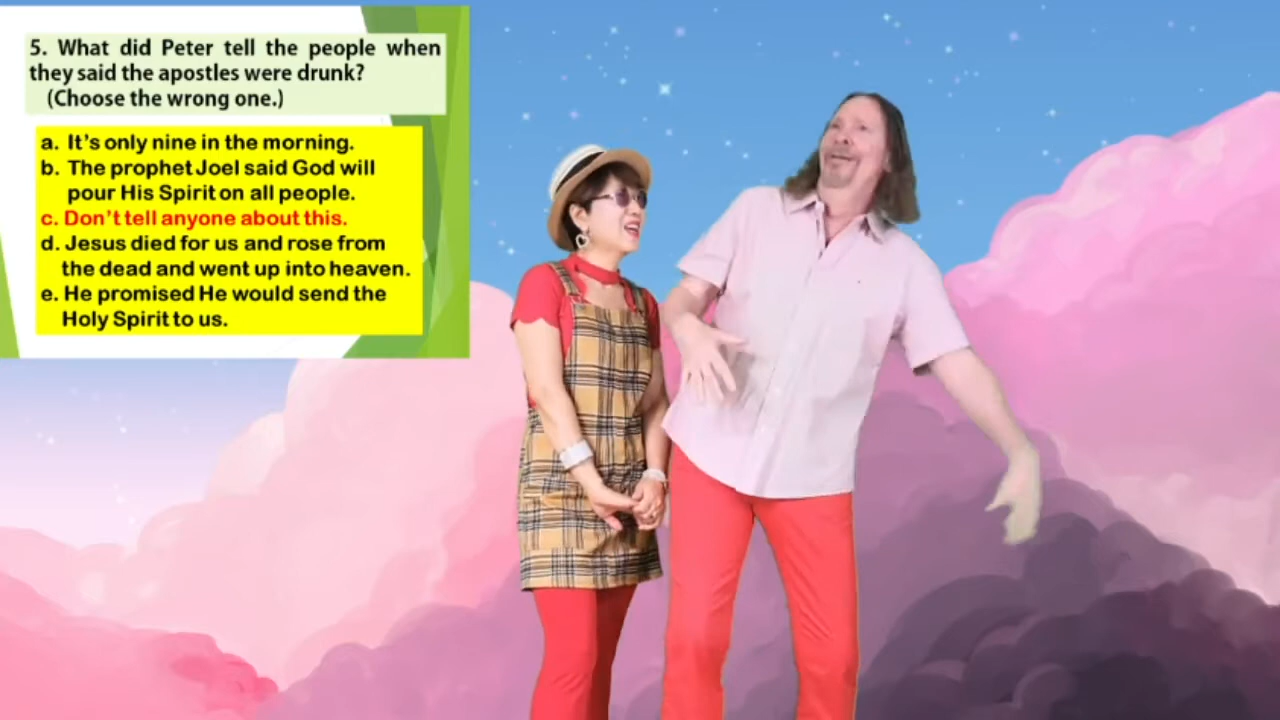 5. What did Peter tell the people when
they said the apostles were drunk?
(Choose the wrong one.)
a. It's only nine in the morning.
b. The prophet Joel said God will
pour His Spirit on all people.
c. Don't tell anyone about this.
d. Jesus died for us and rose from
the dead and went up into heaven.
e. He promised He would send the
Holy Spirit to us.